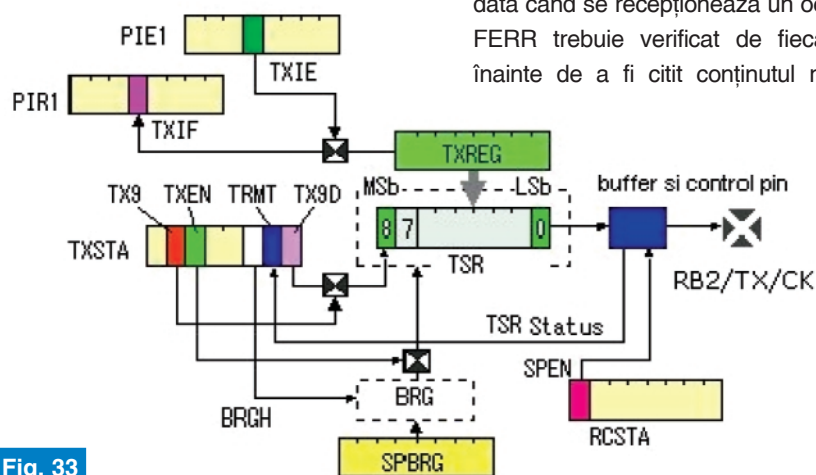 data când se recepționează un oc
FERR trebuie verificat de fieca
înainte de a fi citit conținutul r
PIE1
TXIE
PIR1
TXIF
TXREG
MSb
LSb
buffer si control pin
TX9 TXEN TRMT TX9D
TXSTA
8 7 0
TSR
RB2/TX/CK
TSR Status
SPEN
BRG
BRGH
RCSTA
SPBRG
Fig. 33